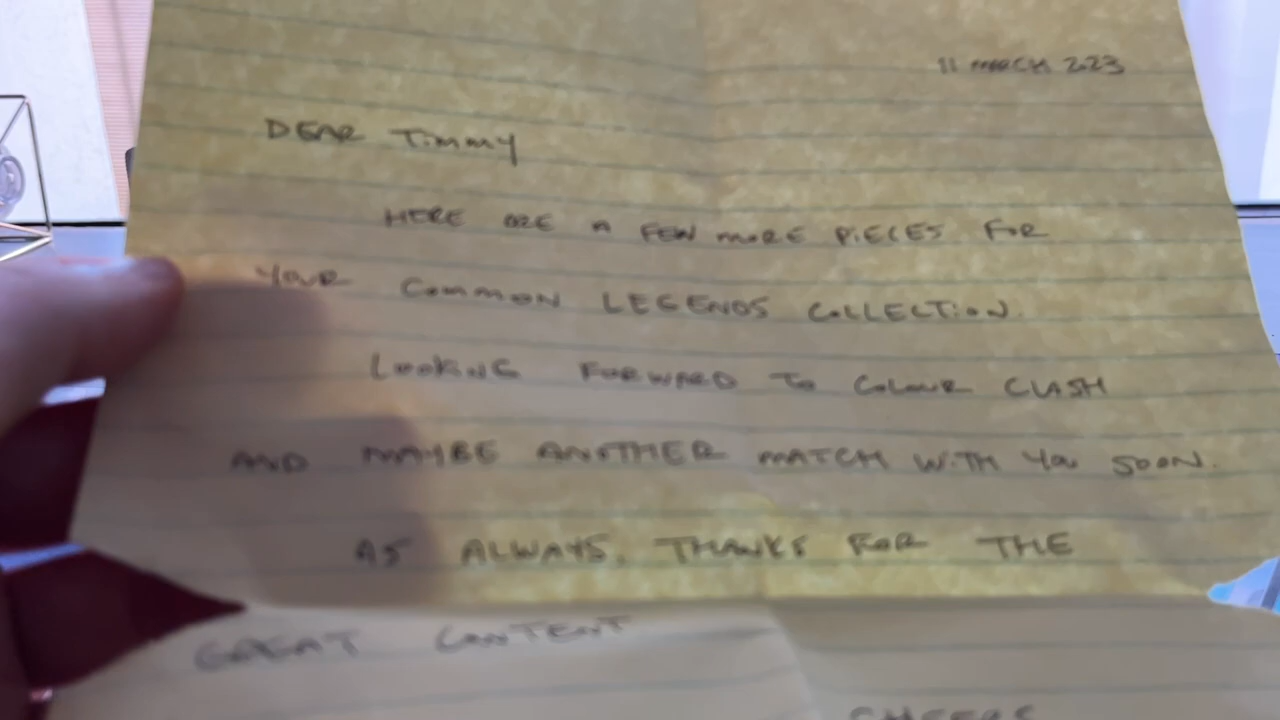 11 MARCH 2023
DEAR Timmy
HERE ARE A FEW MORE PIECES FOR
YOUR COMMON LEGENDS COLLECTION.
LOOKING FORWARD TO COLOUR CLASH
AND MAYBE ANOTHER MATCH WITH YOU SOON.
AS ALWAYS, THANKS FOR THE
GREAT CONTENT
CHEERS